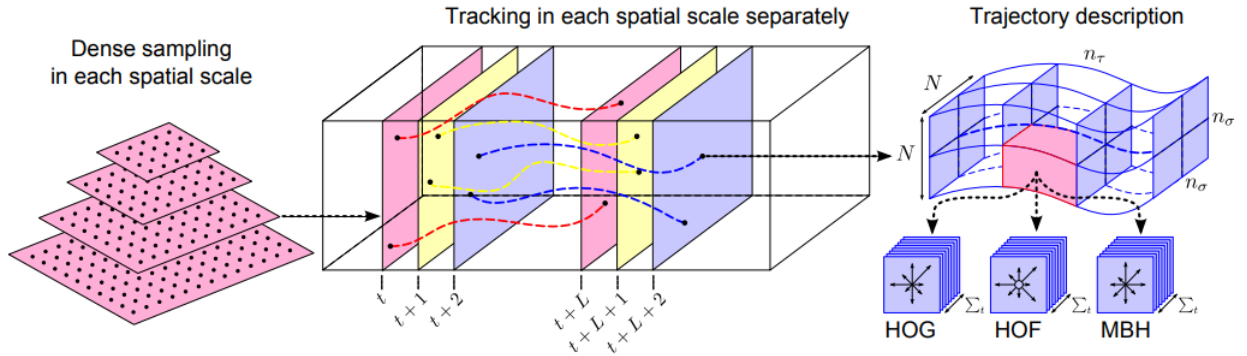 Dense sampling
in each spatial scale
Tracking in each spatial scale separately
t
t + 1
t + 2
t + L
t + L + 1
t + L + 2
Trajectory description
N
N
n_τ
n_σ
n_σ
Σ_t
Σ_t
Σ_t
HOG
HOF
MBH